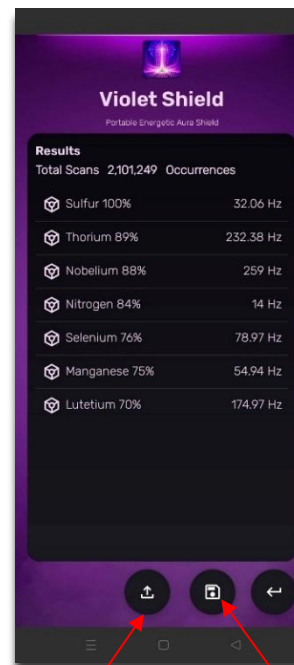 Violet Shield
Portable Energetic Aura Shield
Results
Total Scans 2,101,249 Occurrences
Sulfur 100% 32.06 Hz
Thorium 89% 232.38 Hz
Nobelium 88% 259 Hz
Nitrogen 84% 14 Hz
Selenium 76% 78.97 Hz
Manganese 75% 54.94 Hz
Lutetium 70% 174.97 Hz